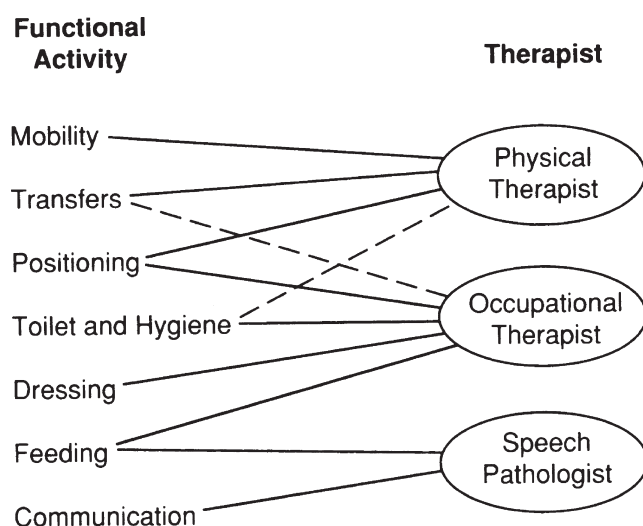 Functional
Activity
Therapist
Mobility
Transfers
Positioning
Toilet and Hygiene
Dressing
Feeding
Communication
Physical
Therapist
Occupational
Therapist
Speech
Pathologist